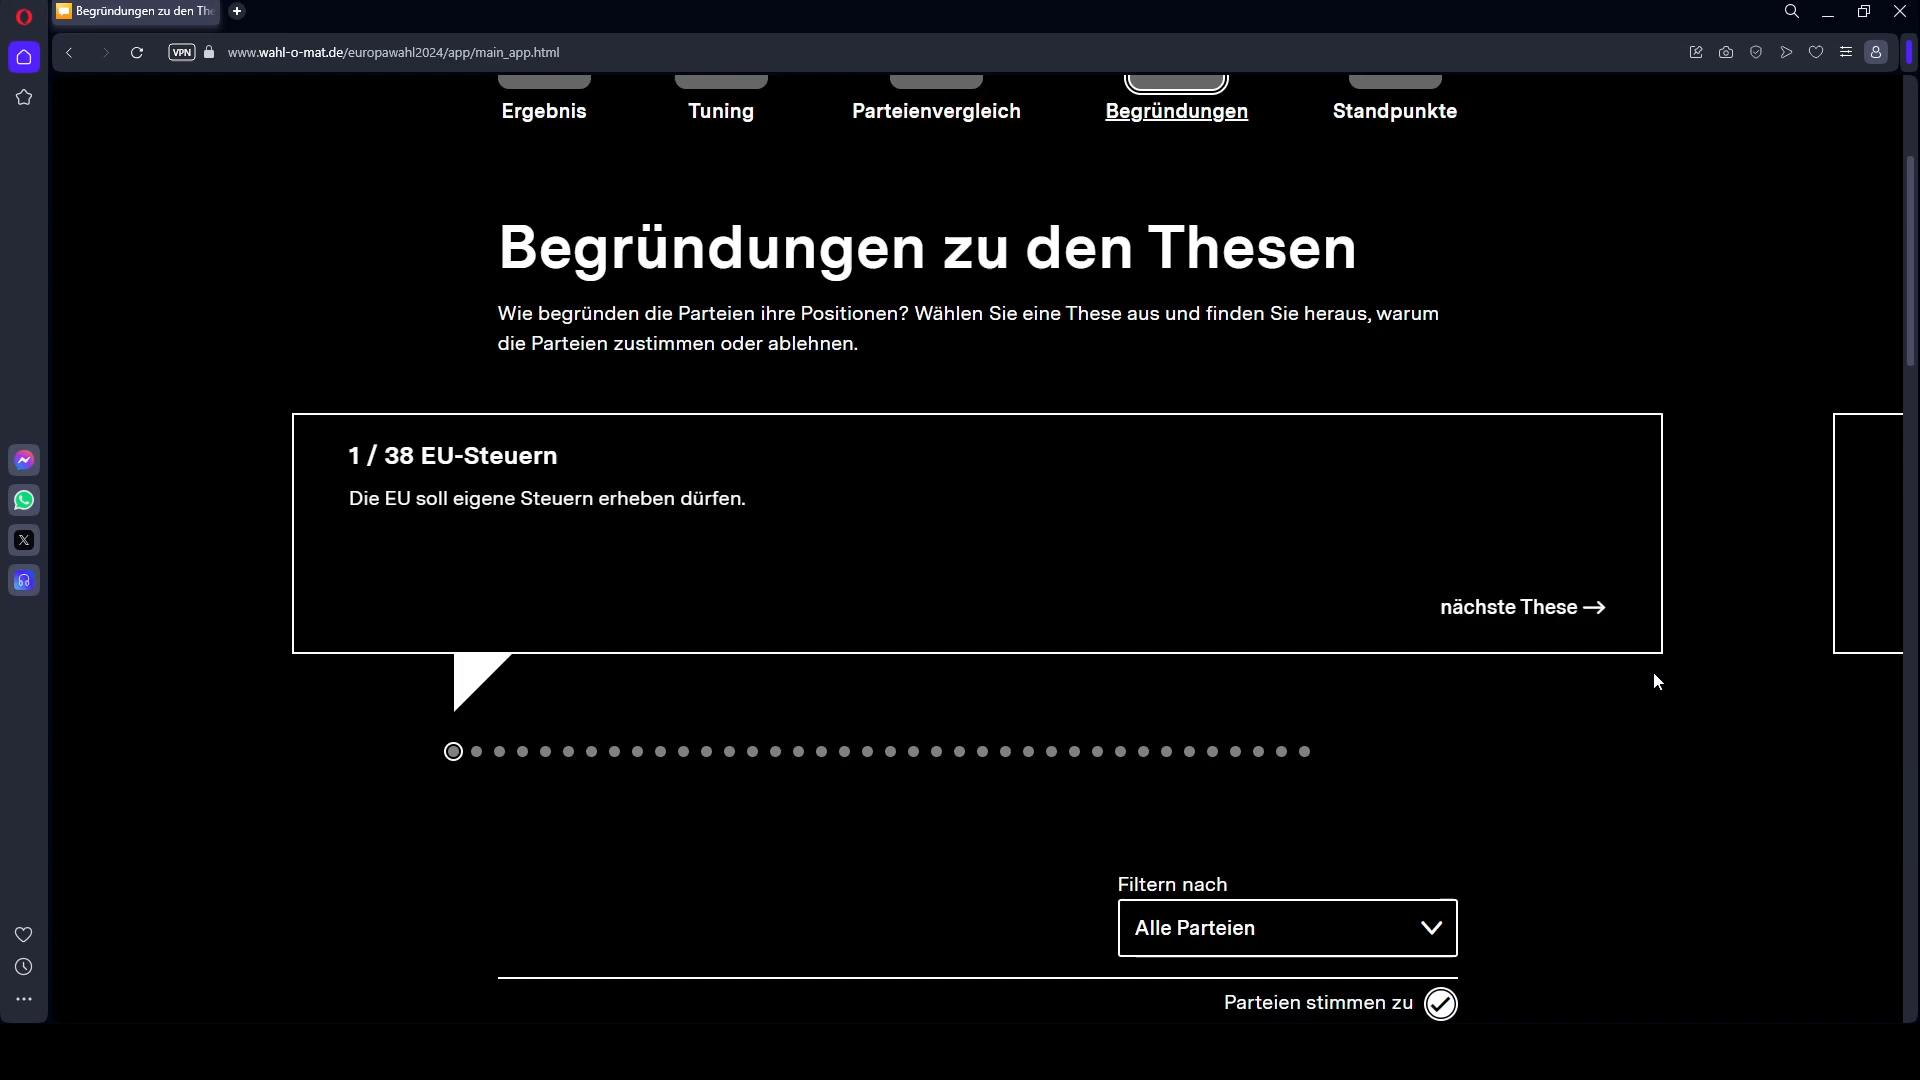 Begründungen zu den Th
VPN
www.wahl-o-mat.de/europawahl2024/app/main_app.html
Ergebnis
Tuning
Parteienvergleich
Begründungen
Standpunkte
Begründungen zu den Thesen
Wie begründen die Parteien ihre Positionen? Wählen Sie eine These aus und finden Sie heraus, warum
die Parteien zustimmen oder ablehnen.
1 / 38 EU-Steuern
Die EU soll eigene Steuern erheben dürfen.
nächste These →
Filtern nach
Alle Parteien
Parteien stimmen zu